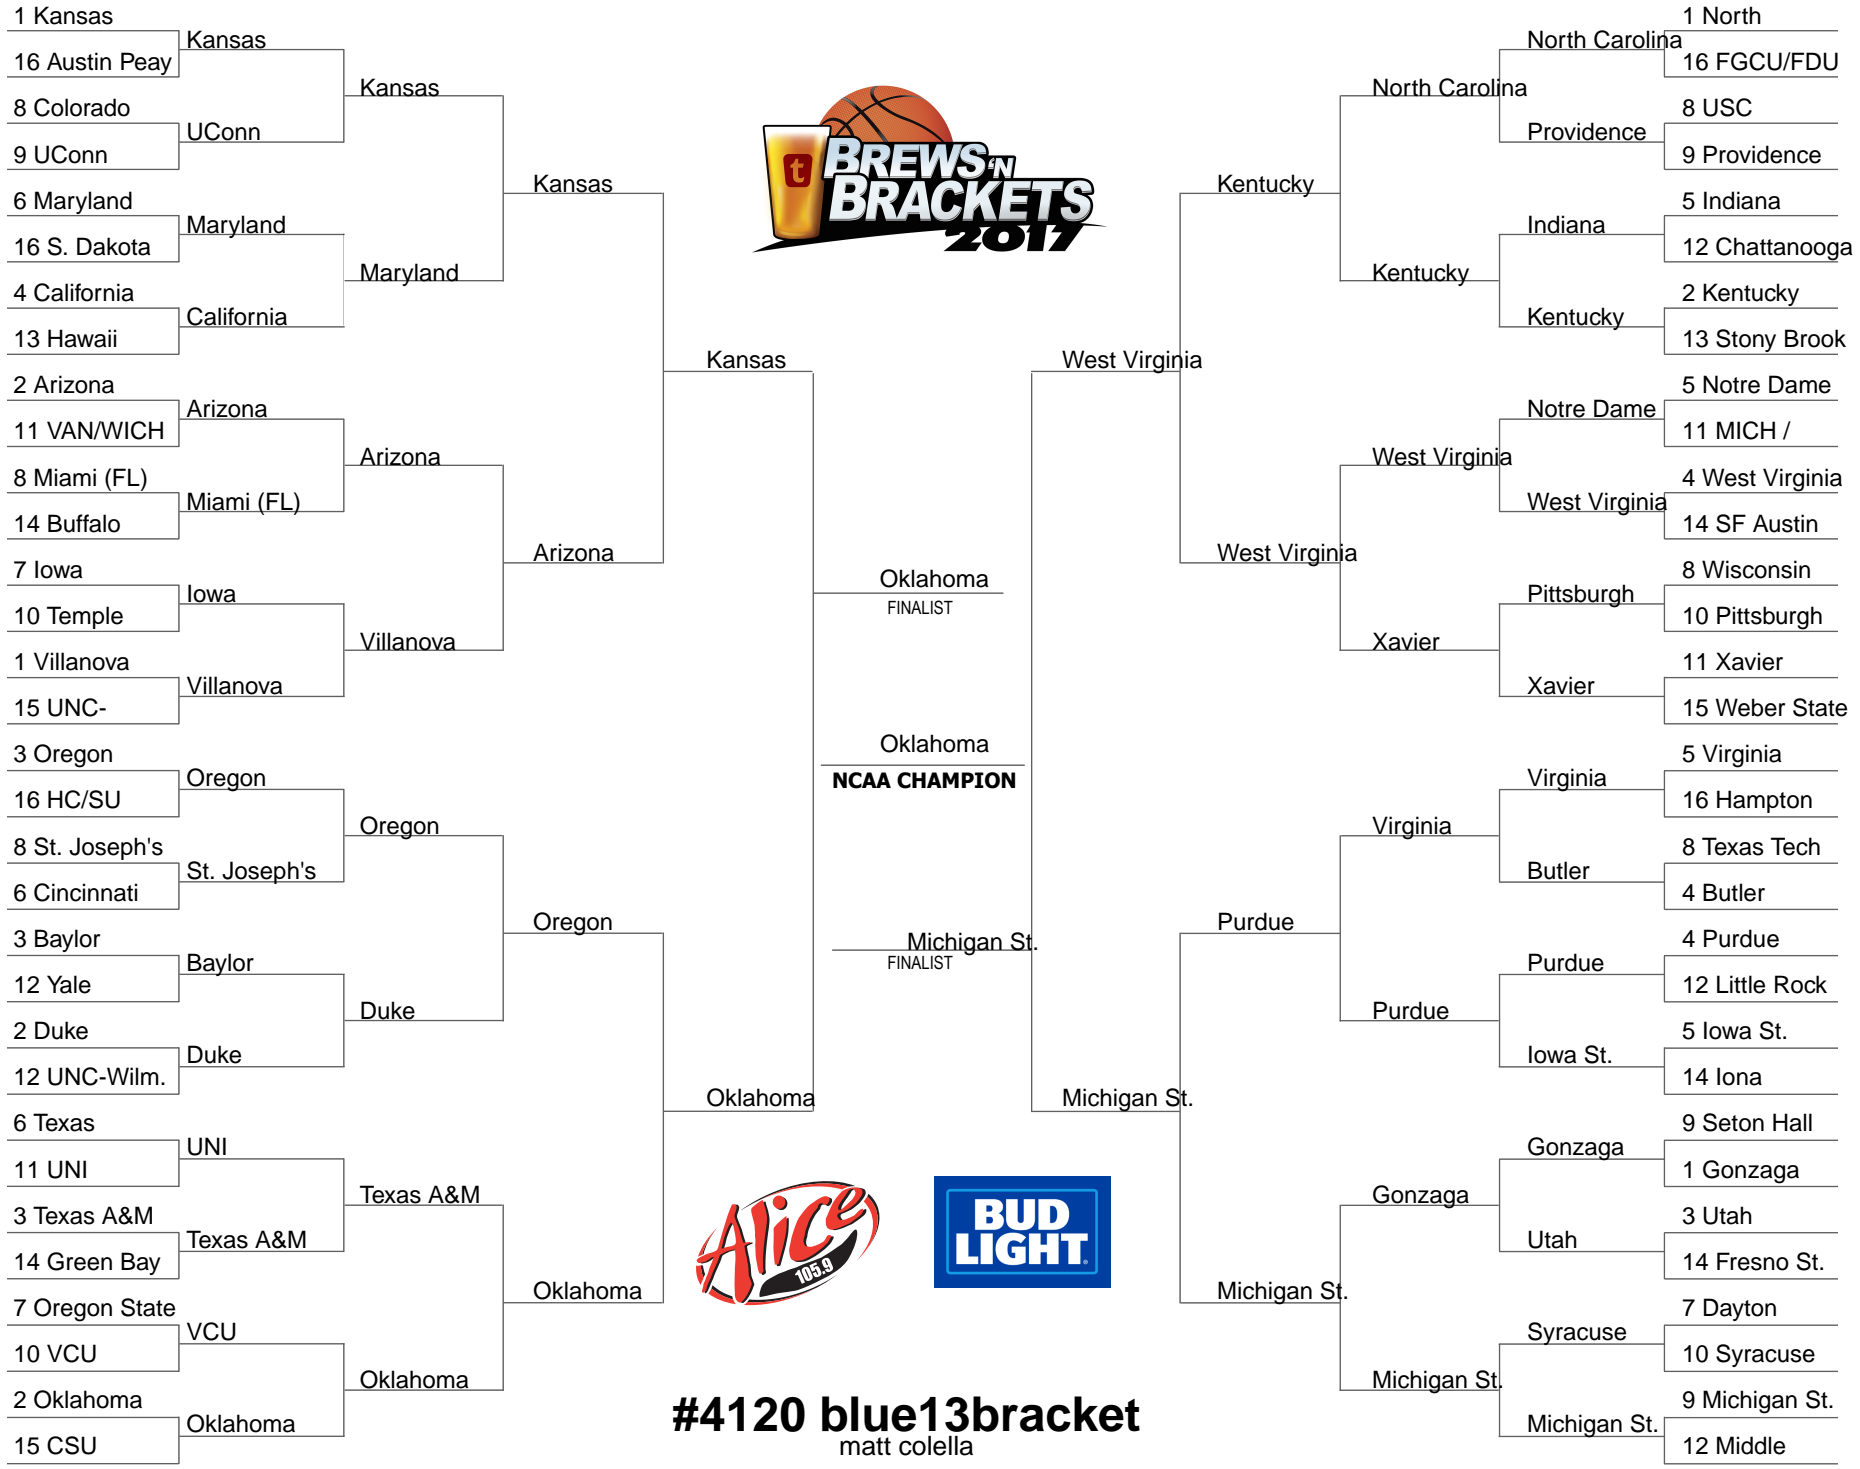 1 Kansas
16 Austin Peay
8 Colorado
9 UConn
6 Maryland
16 S. Dakota
4 California
13 Hawaii
2 Arizona
11 VAN/WICH
8 Miami (FL)
14 Buffalo
7 Iowa
10 Temple
1 Villanova
15 UNC-
3 Oregon
16 HC/SU
8 St. Joseph's
6 Cincinnati
3 Baylor
12 Yale
2 Duke
12 UNC-Wilm.
6 Texas
11 UNI
3 Texas A&M
14 Green Bay
7 Oregon State
10 VCU
2 Oklahoma
15 CSU
Kansas
UConn
Maryland
California
Arizona
Miami (FL)
Iowa
Villanova
Oregon
St. Joseph's
Baylor
Duke
UNI
Texas A&M
VCU
Oklahoma
Kansas
Maryland
Arizona
Villanova
Oregon
Duke
Texas A&M
Oklahoma
Kansas
Arizona
Oregon
Oklahoma
Kansas
Oklahoma
t
BREWS 'N
BRACKETS
2017
Oklahoma
FINALIST
Oklahoma
NCAA CHAMPION
Michigan St.
FINALIST
Alice
105.9
BUD
LIGHT
#4120 blue13bracket
matt colella
West Virginia
Michigan St.
Kentucky
West Virginia
Purdue
Michigan St.
North Carolina
Kentucky
West Virginia
Xavier
Virginia
Purdue
Gonzaga
Michigan St.
North Carolina
Providence
Indiana
Kentucky
Notre Dame
West Virginia
Pittsburgh
Xavier
Virginia
Butler
Purdue
Iowa St.
Gonzaga
Utah
Syracuse
Michigan St.
1 North
16 FGCU/FDU
8 USC
9 Providence
5 Indiana
12 Chattanooga
2 Kentucky
13 Stony Brook
5 Notre Dame
11 MICH /
4 West Virginia
14 SF Austin
8 Wisconsin
10 Pittsburgh
11 Xavier
15 Weber State
5 Virginia
16 Hampton
8 Texas Tech
4 Butler
4 Purdue
12 Little Rock
5 Iowa St.
14 Iona
9 Seton Hall
1 Gonzaga
3 Utah
14 Fresno St.
7 Dayton
10 Syracuse
9 Michigan St.
12 Middle